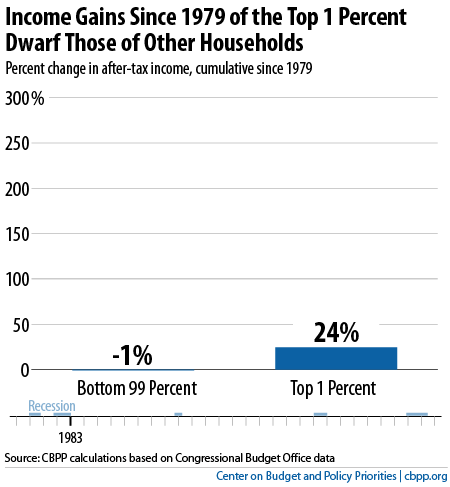 Income Gains Since 1979 of the Top 1 Percent
Dwarf Those of Other Households
Percent change in after-tax income, cumulative since 1979
300%
250
200
150
100
50
0
-1%
24%
Bottom 99 Percent
Top 1 Percent
Recession
1983
Source: CBPP calculations based on Congressional Budget Office data
Center on Budget and Policy Priorities | cbpp.org